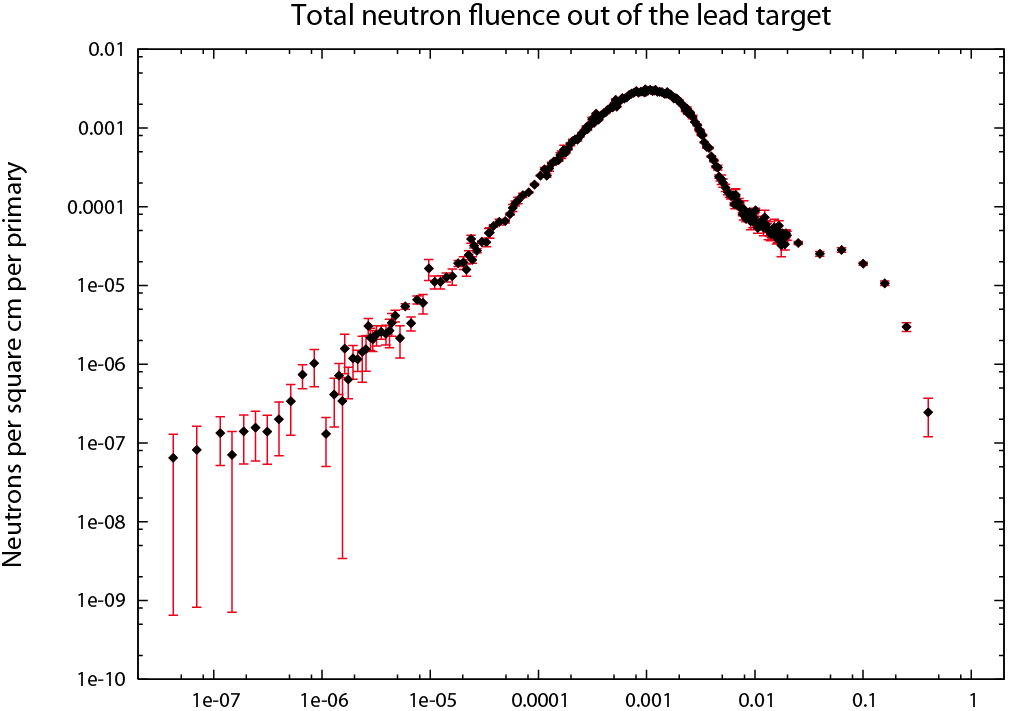 Total neutron fluence out of the lead target
Neutrons per square cm per primary
0.01
0.001
0.0001
1e-05
1e-06
1e-07
1e-08
1e-09
1e-10
1e-07 1e-06 1e-05 0.0001 0.001 0.01 0.1 1